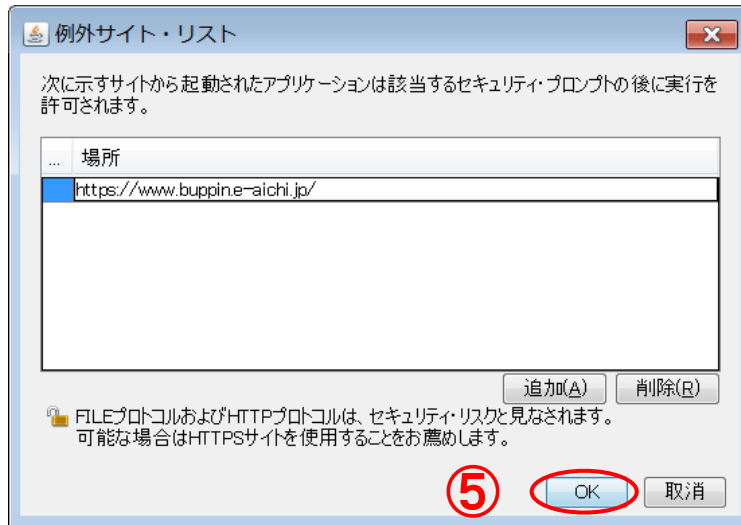 例外サイト・リスト
次に示すサイトから起動されたアプリケーションは該当するセキュリティ・プロンプトの後に実行を
許可されます。
... 場所
https://www.buppin.e-aichi.jp/
追加(A) 削除(R)
FILEプロトコルおよびHTTPプロトコルは、セキュリティ・リスクと見なされます。
可能な場合はHTTPSサイトを使用することをお薦めします。
⑤ OK 取消